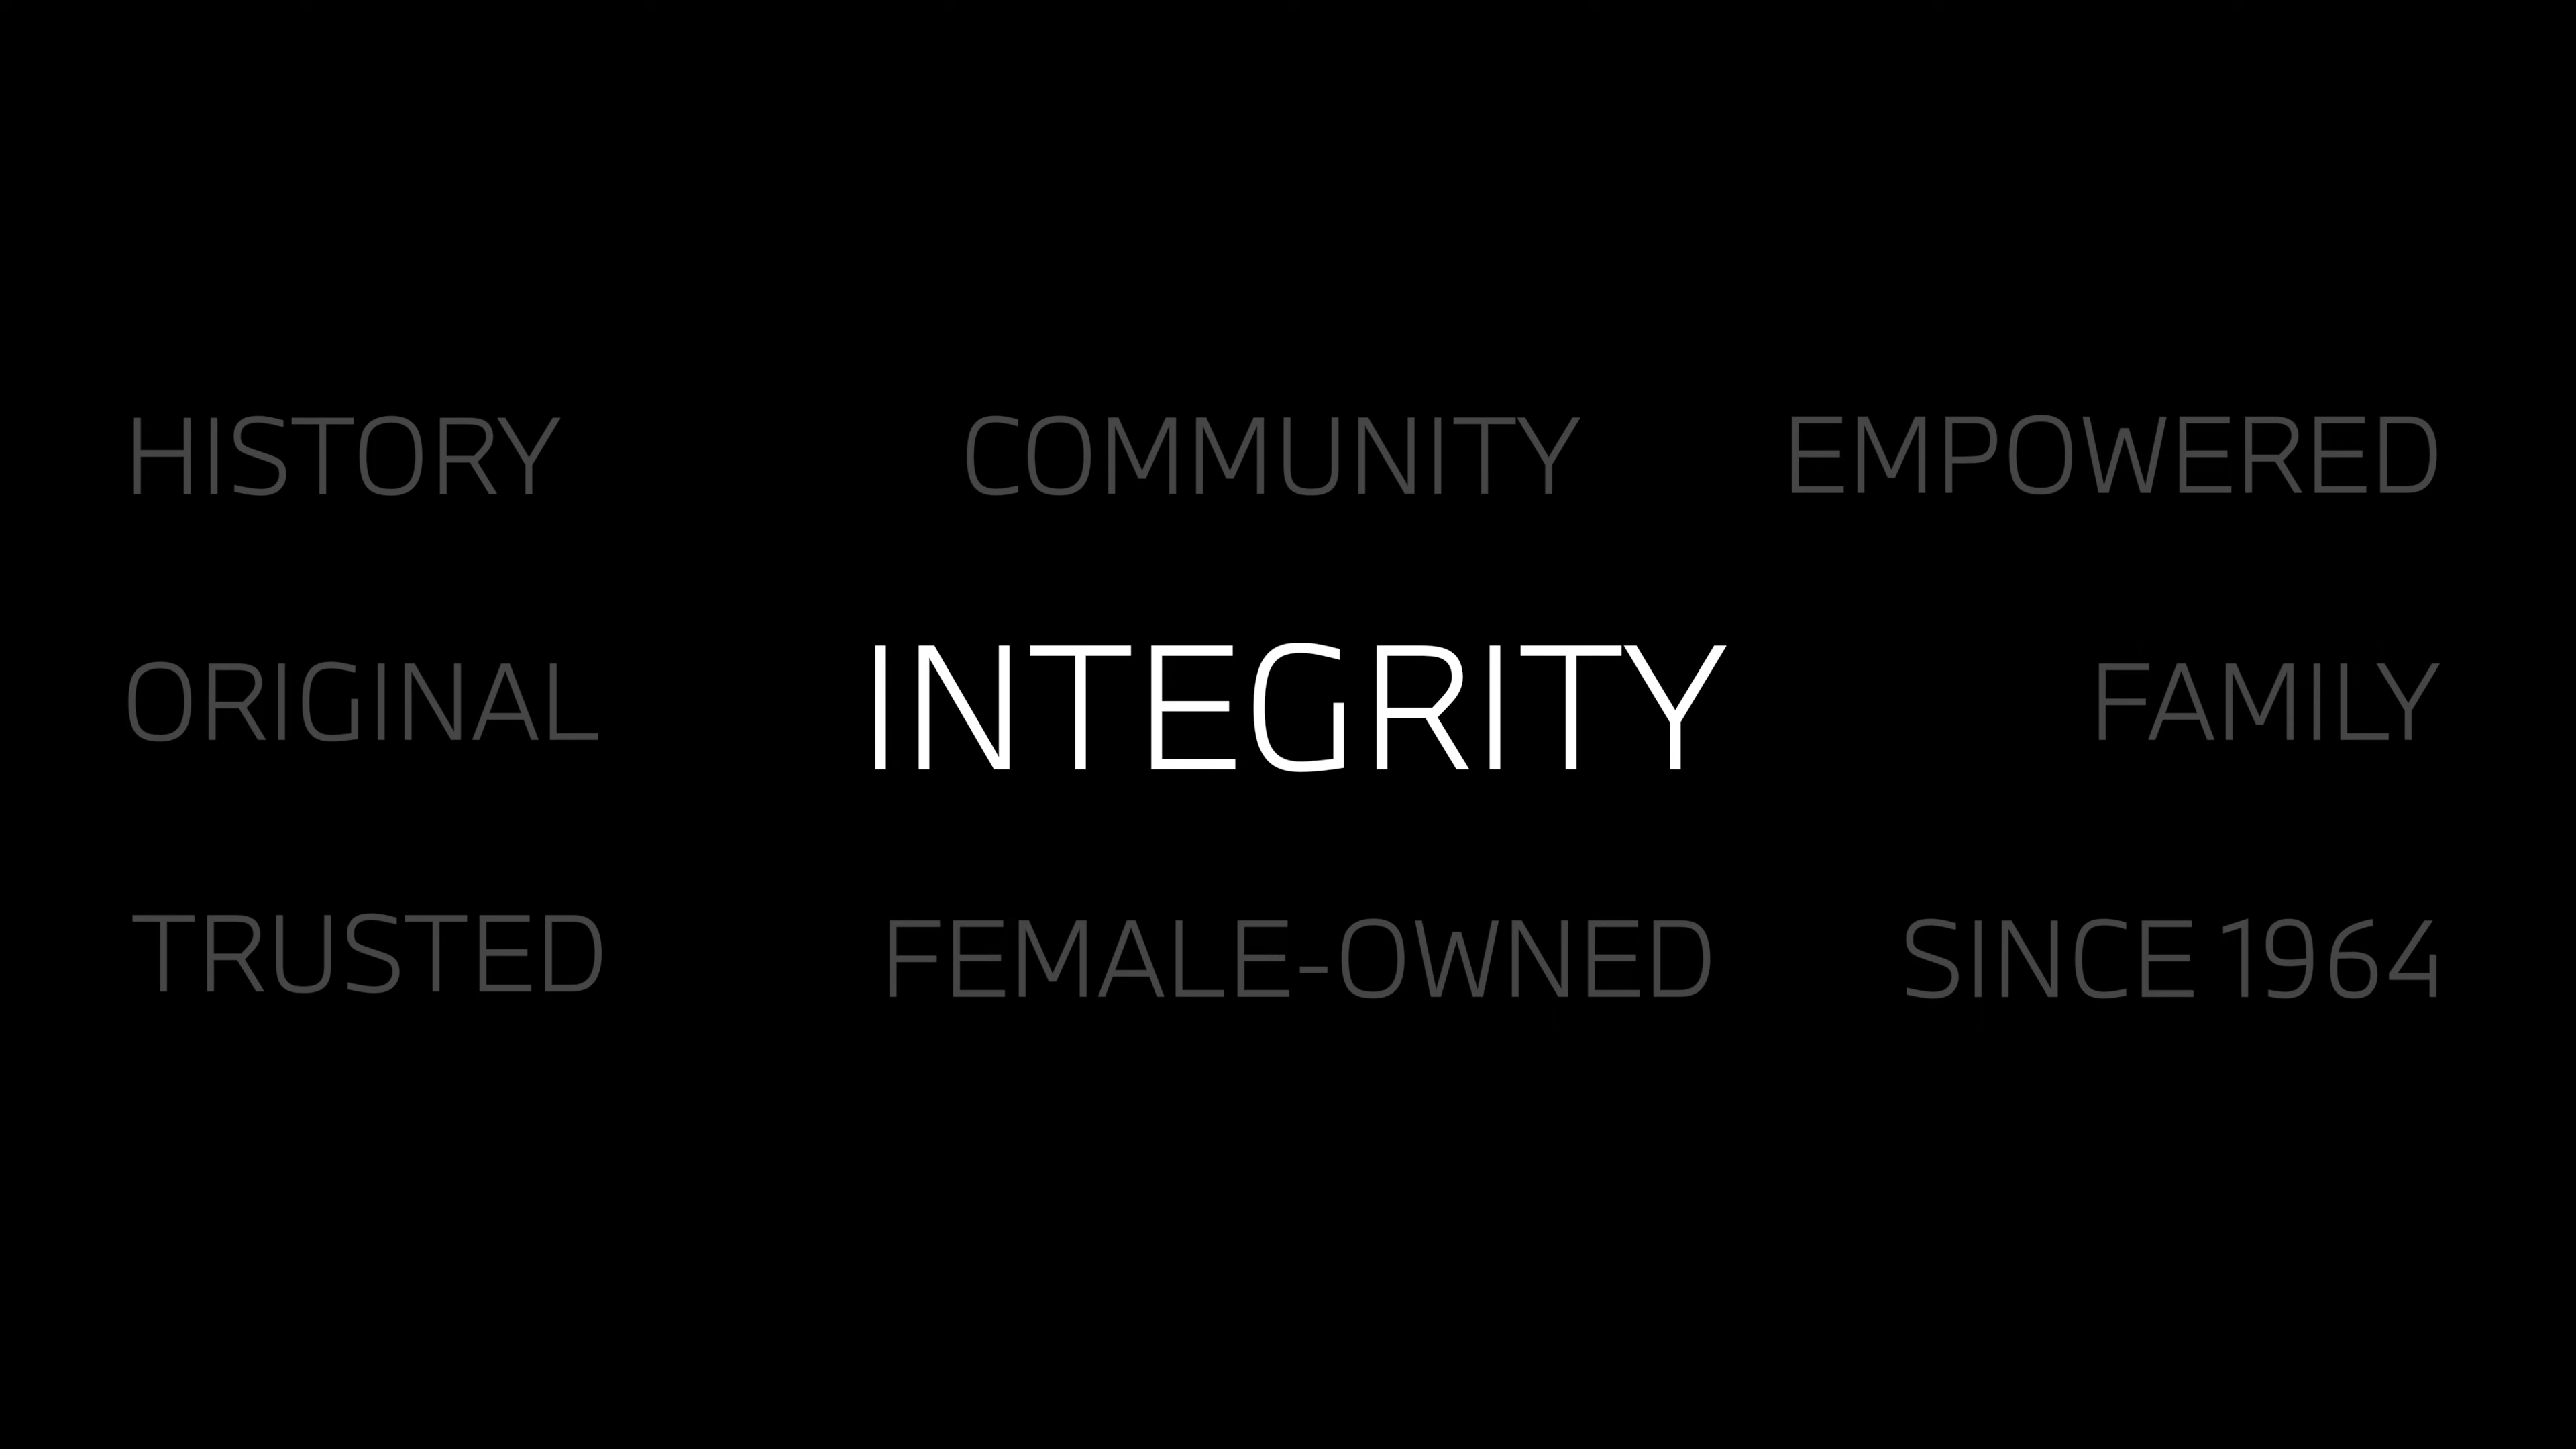 HISTORY COMMUNITY EMPOWERED
ORIGINAL INTEGRITY FAMILY
TRUSTED FEMALE-OWNED SINCE 1964